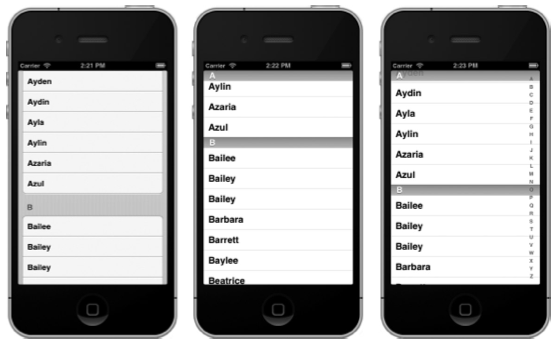 Carrier 2:21 PM
Ayden
Aydin
Ayla
Aylin
Azaria
Azul
B
Bailee
Bailey
Bailey
Carrier 2:22 PM
A
Aylin
Azaria
Azul
B
Bailee
Bailey
Bailey
Barbara
Barrett
Baylee
Beatrice
Carrier 2:23 PM
A
Aydin
Ayla
Aylin
Azaria
Azul
B
Bailee
Bailey
Bailey
Barbara
A
B
C
D
E
F
G
H
I
J
K
L
M
N
P
Q
R
S
T
U
V
W
X
Y
Z